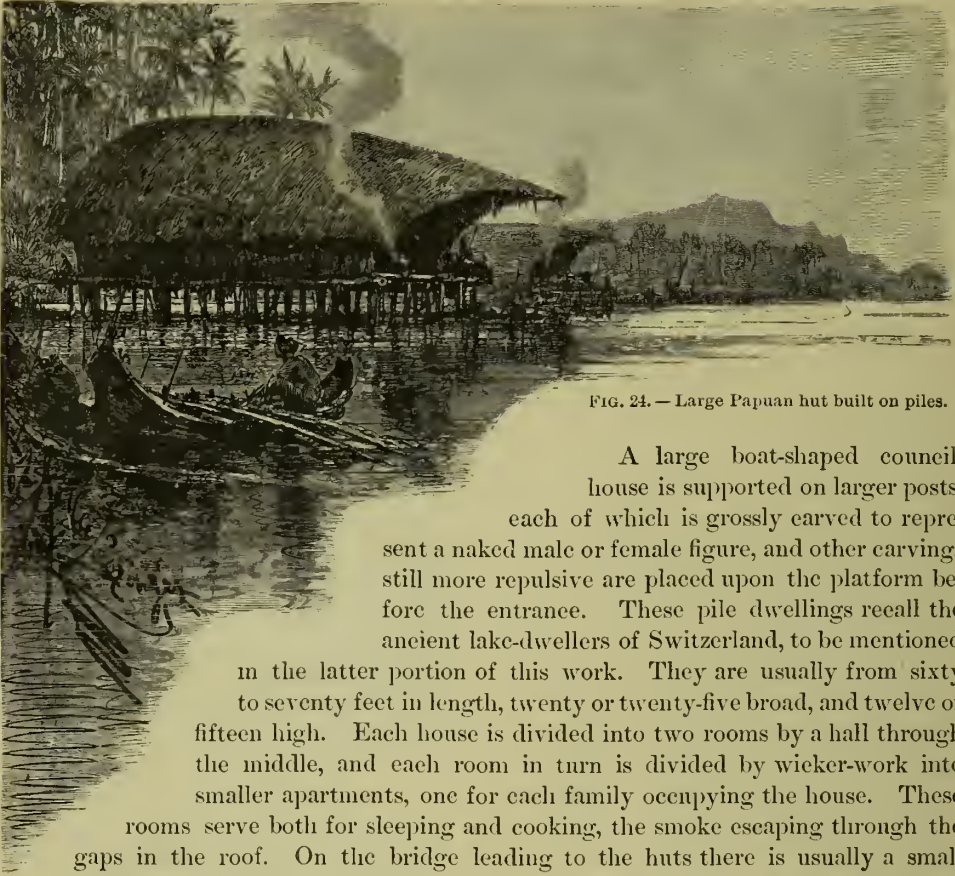 FIG. 24. — Large Papuan hut built on piles.
A large boat-shaped council
house is supported on larger posts
each of which is grossly carved to repre
sent a naked male or female figure, and other carving
still more repulsive are placed upon the platform be
fore the entrance. These pile dwellings recall the
ancient lake-dwellers of Switzerland, to be mentioned
in the latter portion of this work. They are usually from sixty
to seventy feet in length, twenty or twenty-five broad, and twelve or
fifteen high. Each house is divided into two rooms by a hall through
the middle, and each room in turn is divided by wicker-work into
smaller apartments, one for each family occupying the house. These
rooms serve both for sleeping and cooking, the smoke escaping through the
gaps in the roof. On the bridge leading to the huts there is usually a smal